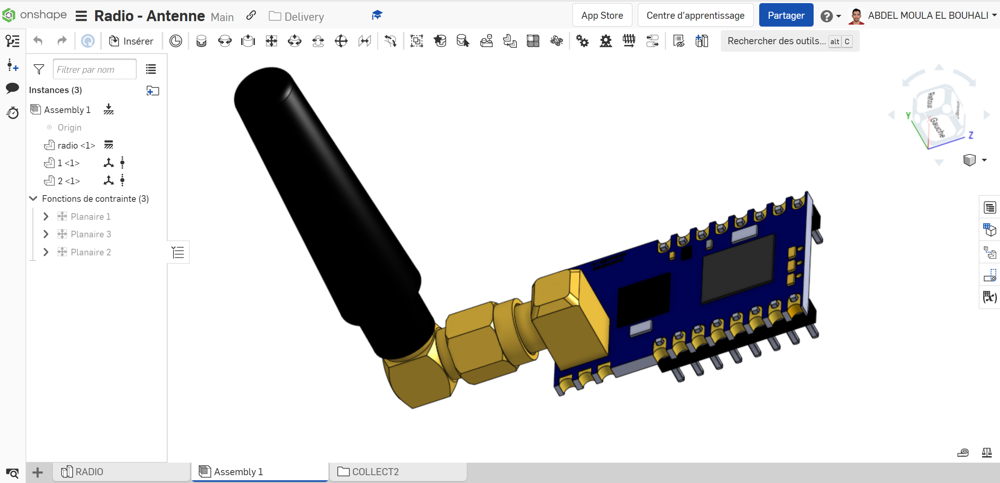 onshape Radio - Antenne Main Delivery App Store Centre d'apprentissage Partager ? ABDEL MOULA EL BOUHALI
Insérer Rechercher des outils... alt C
Filtrer par nom
Instances (3)
Assembly 1
Origin
radio <1>
1 <1>
2 <1>
Fonctions de contrainte (3)
Planaire 1
Planaire 3
Planaire 2
Retour
Gauche
Y
X
Z
(x)
RADIO Assembly 1 COLLECT2